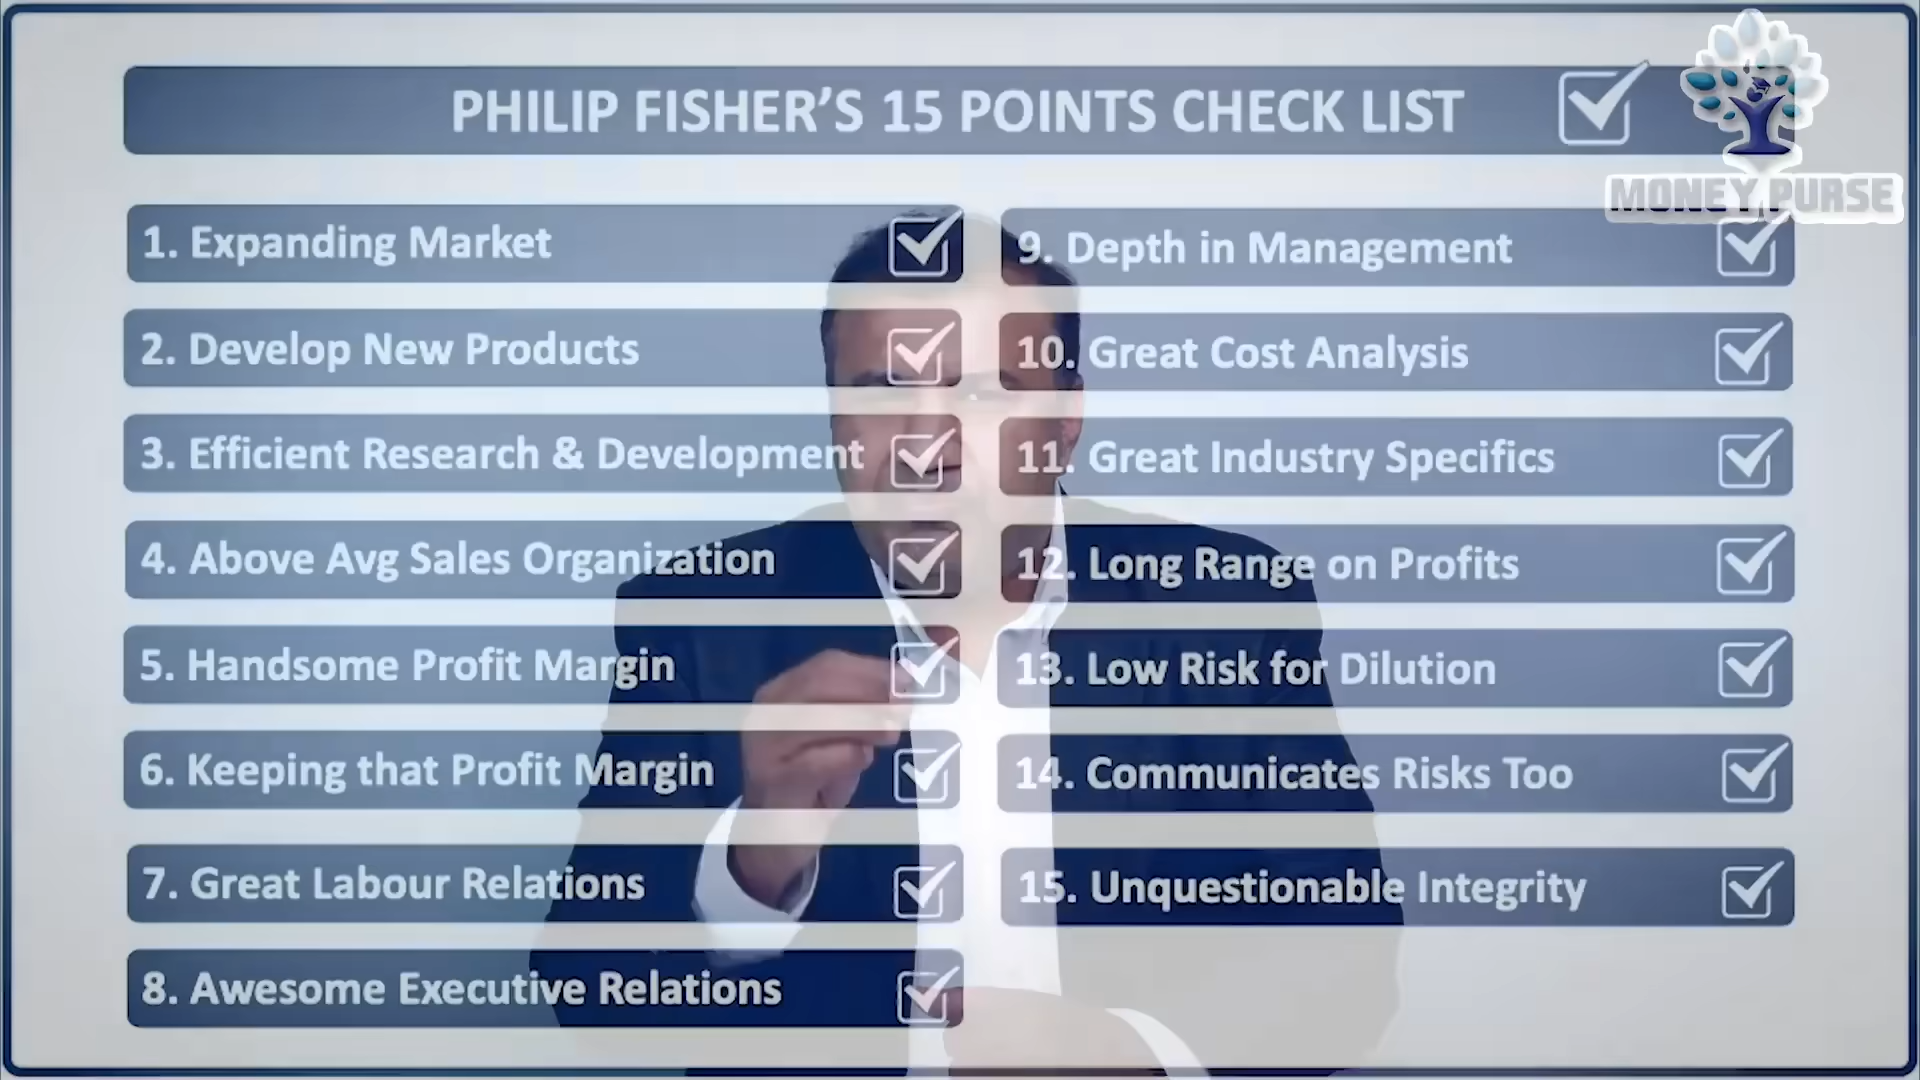 PHILIP FISHER'S 15 POINTS CHECK LIST
MONEY PURSE
1. Expanding Market
2. Develop New Products
3. Efficient Research & Development
4. Above Avg Sales Organization
5. Handsome Profit Margin
6. Keeping that Profit Margin
7. Great Labour Relations
8. Awesome Executive Relations
9. Depth in Management
10. Great Cost Analysis
11. Great Industry Specifics
12. Long Range on Profits
13. Low Risk for Dilution
14. Communicates Risks Too
15. Unquestionable Integrity